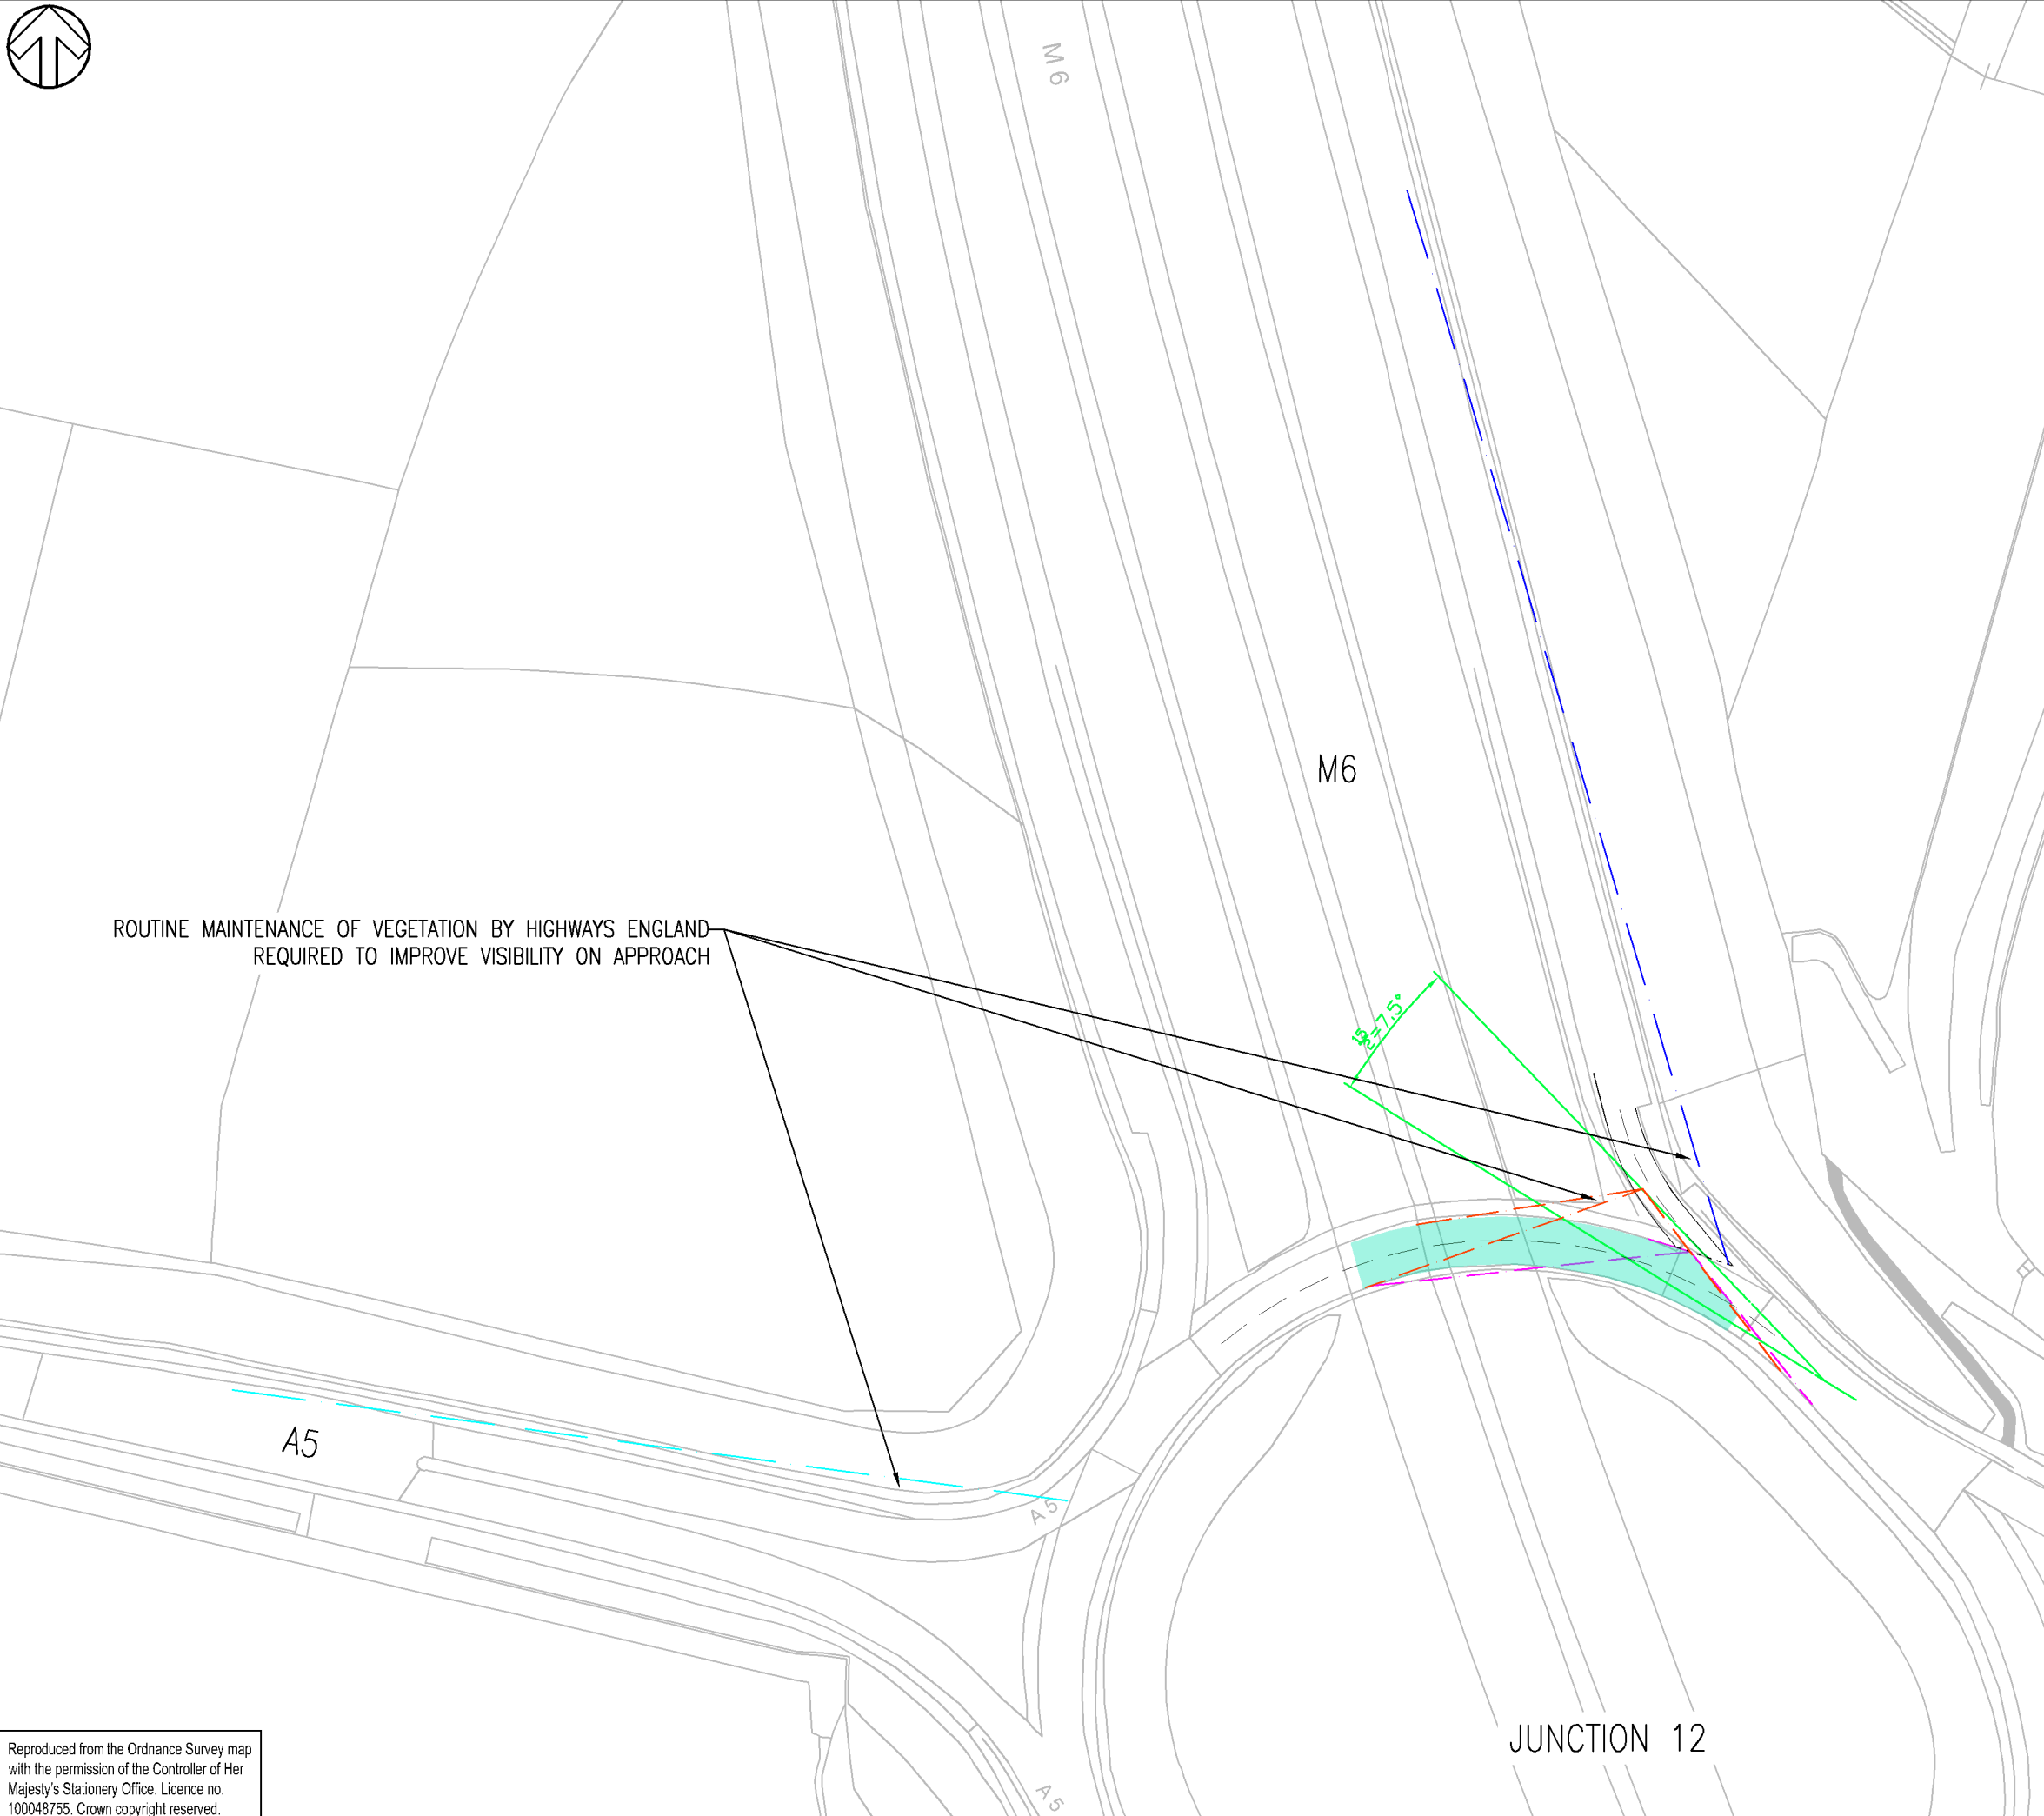 M6
M6
ROUTINE MAINTENANCE OF VEGETATION BY HIGHWAYS ENGLAND
REQUIRED TO IMPROVE VISIBILITY ON APPROACH
A5
A5
JUNCTION 12
A5
Reproduced from the Ordnance Survey map
with the permission of the Controller of Her
Majesty's Stationery Office. Licence no.
100048755. Crown copyright reserved.